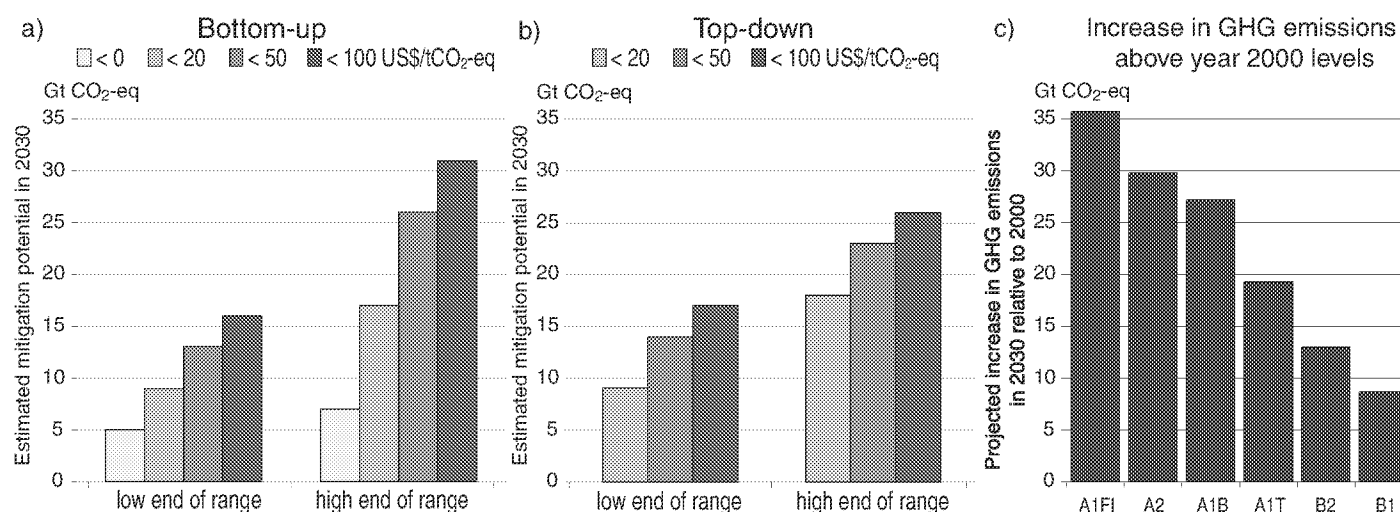 a) Bottom-up
< 0 < 20 < 50 < 100 US$/tCO₂-eq
Gt CO₂-eq
Estimated mitigation potential in 2030
35
30
25
20
15
10
5
0
low end of range high end of range
b) Top-down
< 20 < 50 < 100 US$/tCO₂-eq
Gt CO₂-eq
Estimated mitigation potential in 2030
35
30
25
20
15
10
5
0
low end of range high end of range
c) Increase in GHG emissions
above year 2000 levels
Gt CO₂-eq
Projected increase in GHG emissions
in 2030 relative to 2000
35
30
25
20
15
10
5
0
A1FI A2 A1B A1T B2 B1